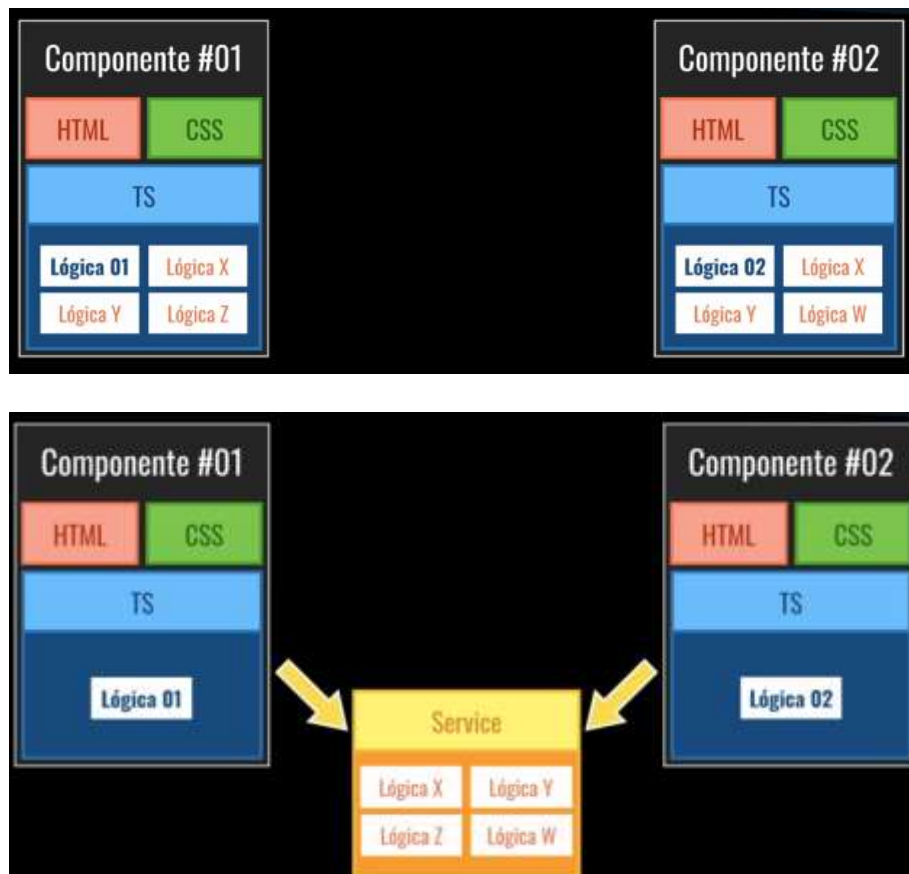 Componente #01
HTML CSS
TS
Lógica 01 Lógica X
Lógica Y Lógica Z
Componente #02
HTML CSS
TS
Lógica 02 Lógica X
Lógica Y Lógica W
Componente #01
HTML CSS
TS
Lógica 01
Componente #02
HTML CSS
TS
Lógica 02
Service
Lógica X Lógica Y
Lógica Z Lógica W